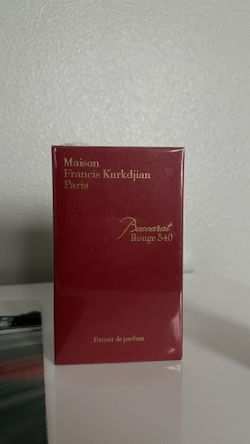 Maison
Francis Kurkdjian
Paris
Baccarat
Rouge 540
Extrait de parfum